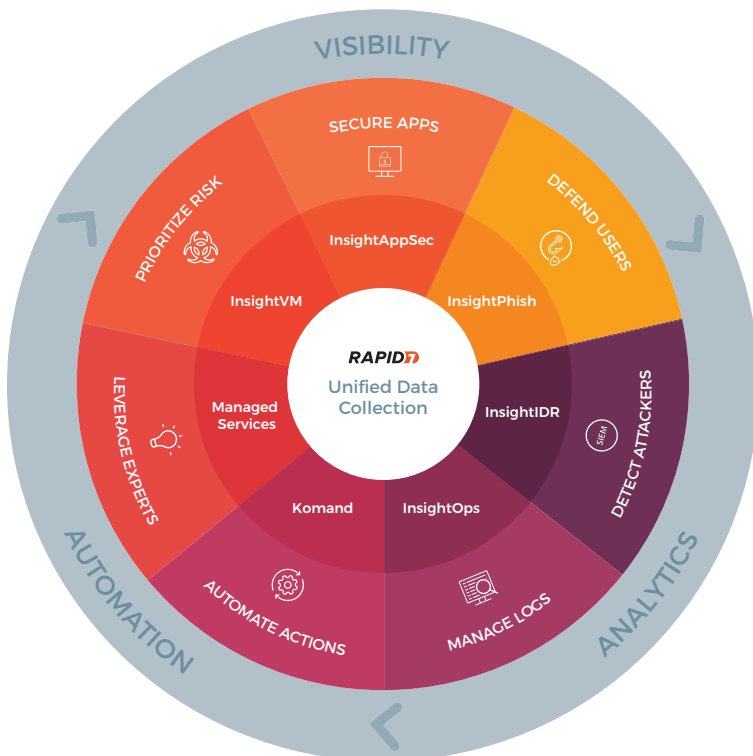 VISIBILITY
SECURE APPS
InsightAppSec
DEFEND USERS
InsightPhish
DETECT ATTACKERS
SIEM
InsightIDR
MANAGE LOGS
InsightOps
AUTOMATE ACTIONS
Komand
LEVERAGE EXPERTS
Managed
Services
PRIORITIZE RISK
InsightVM
RAPID7
Unified Data
Collection
ANALYTICS
AUTOMATION